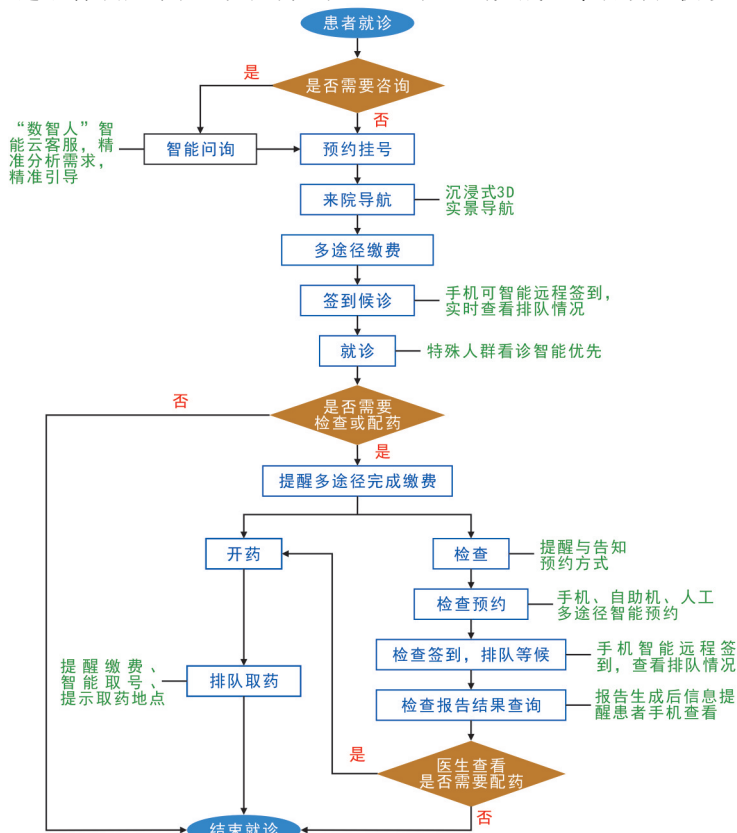 患者就诊
是否需要咨询
是
否
“数智人”智
能云客服，精
准分析需求，
精准引导
智能问询
预约挂号
来院导航
沉浸式3D
实景导航
多途径缴费
签到候诊
手机可智能远程签到，
实时查看排队情况
就诊
特殊人群看诊智能优先
是否需要
检查或配药
否
是
提醒多途径完成缴费
开药
检查
提醒与告知
预约方式
检查预约
手机、自助机、人工
多途径智能预约
检查签到，排队等候
手机智能远程签
到，查看排队情况
提醒缴费、
智能取号、
提示取药地点
排队取药
检查报告结果查询
报告生成后信息提
醒患者手机查看
是
医生查看
是否需要配药
否
结束就诊